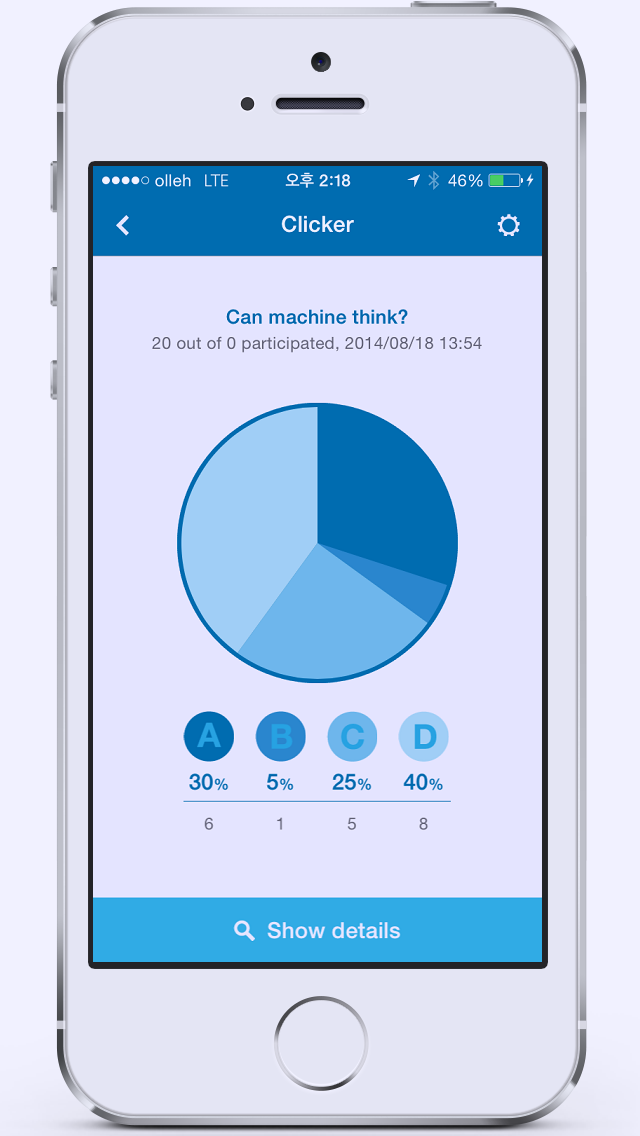 olleh LTE 오후 2:18 46%
Clicker
Can machine think?
20 out of 0 participated, 2014/08/18 13:54
A B C D
30% 5% 25% 40%
6 1 5 8
Show details